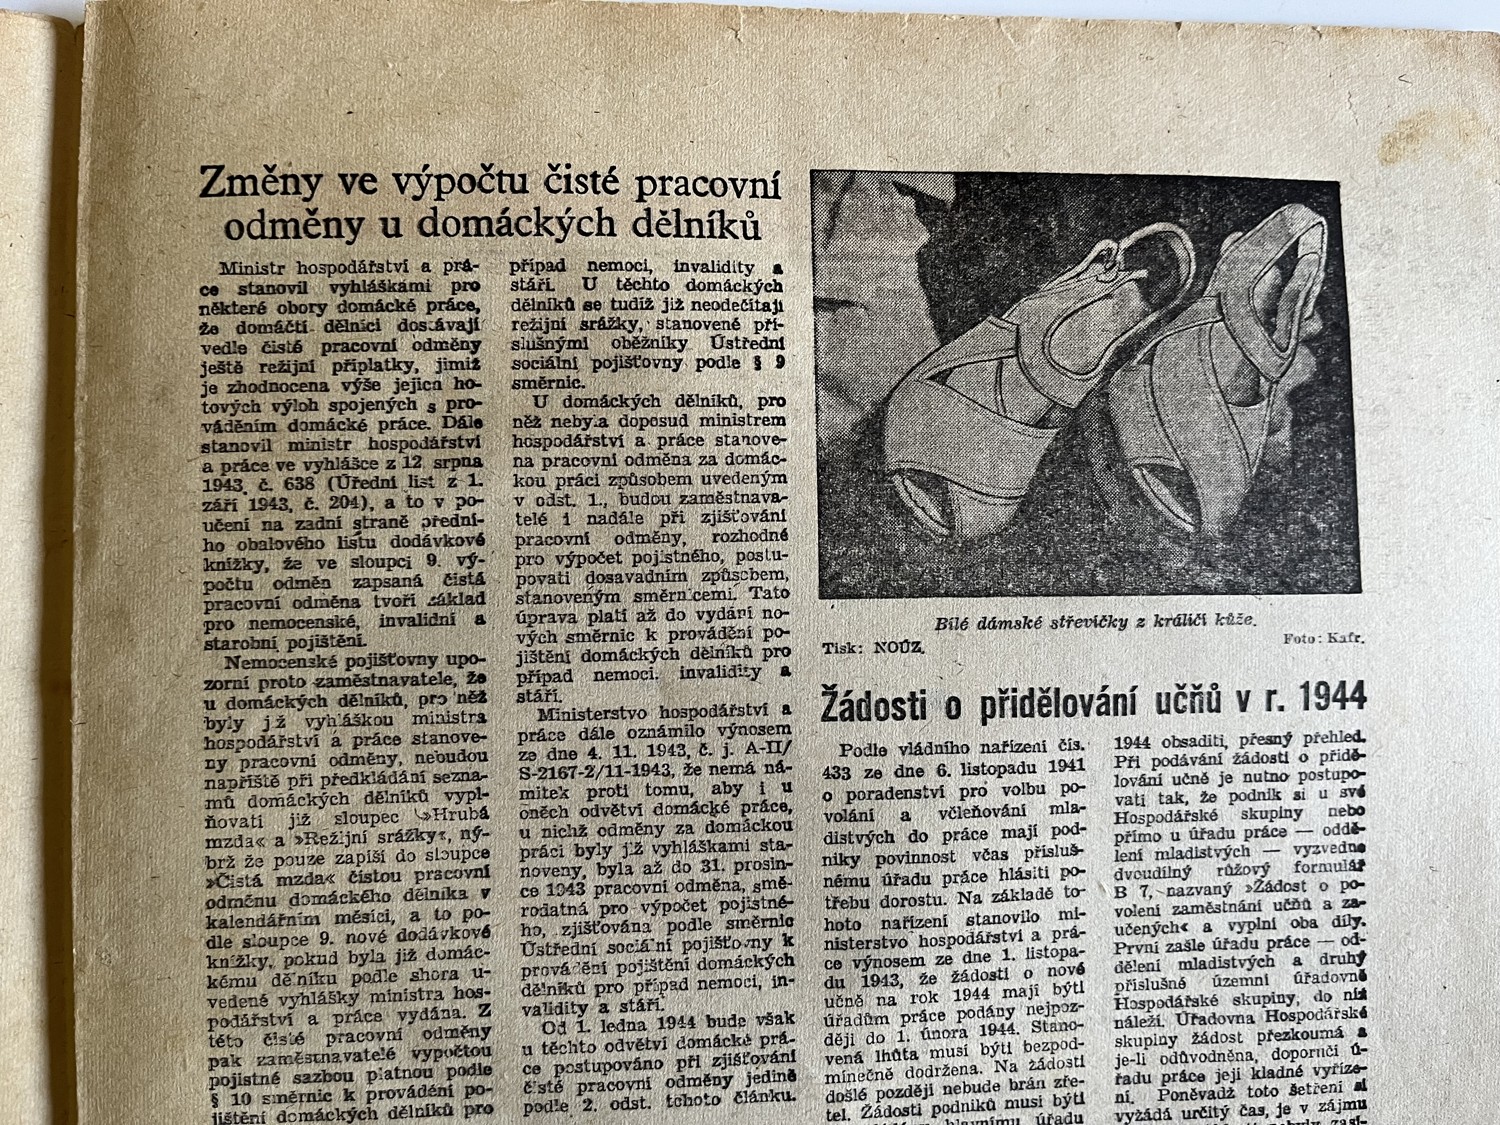 Změny ve výpočtu čisté pracovní
odměny u domáckých dělníků
Ministr hospodářství a prá-
ce stanovil vyhláškami pro
některé obory domácké práce,
že domáčtí dělníci dostávají
vedle čisté pracovní odměny
ještě režijní příplatky, jimiž
je zhodnocena výše jejich ho-
tových výloh spojených s pro-
váděním domácké práce. Dále
stanovil ministr hospodářství
a práce ve vyhlášce z 12. srpna
1943, č. 638 (Úřední list z 1.
září 1943, č. 204), a to v po-
učení na zadní straně přední-
ho obalového listu dodávkové
knížky, že ve sloupci 9. vý-
počtu odměn zapsaná čistá
pracovní odměna tvoří základ
pro nemocenské, invalidní a
starobní pojištění.
Nemocenské pojišťovny upo-
zorní proto zaměstnavatele, že
u domáckých dělníků, pro něž
byly již vyhláškou ministra
hospodářství a práce stanove-
ny pracovní odměny, nebudou
napříště při předkládání sezna-
mů domáckých dělníků vypl-
ňovati již sloupec »Hrubá
mzda« a »Režijní srážky«, ný-
brž že pouze zapíší do sloupce
»Čistá mzda« čistou pracovní
odměnu domáckého dělníka v
kalendářním měsíci, a to po-
dle sloupce 9. nové dodávkové
knížky, pokud byla již domác-
kému dělníku podle shora u-
vedené vyhlášky ministra hos-
podářství a práce vydána. Z
této čisté pracovní odměny
pak zaměstnavatelé vypočtou
pojistné sazbou platnou podle
§ 10 směrnic k provádění po-
jištění domáckých dělníků pro
případ nemoci, invalidity a
stáří. U těchto domáckých
dělníků se tudíž již neodečítají
režijní srážky, stanovené pří-
slušnými oběžníky Ústřední
sociální pojišťovny podle § 9
směrnic.
U domáckých dělníků, pro
něž nebyla doposud ministrem
hospodářství a práce stanove-
na pracovní odměna za domác-
kou práci způsobem uvedeným
v odst. 1., budou zaměstnava-
telé i nadále při zjišťování
pracovní odměny, rozhodné
pro výpočet pojistného, postu-
povati dosavadním způsobem,
stanoveným směrnicemi. Tato
úprava platí až do vydání no-
vých směrnic k provádění po-
jištění domáckých dělníků pro
případ nemoci, invalidity a
stáří.
Ministerstvo hospodářství a
práce dále oznámilo výnosem
ze dne 4. 11. 1943, č. j. A-II/
S-2167-2/11-1943, že nemá ná-
mitek proti tomu, aby i u
oněch odvětví domácké práce,
u nichž odměny za domáckou
práci byly již vyhláškami sta-
noveny, byla až do 31. prosin-
ce 1943 pracovní odměna, smě-
rodatná pro výpočet pojistné-
ho, zjišťována podle směrnic
Ústřední sociální pojišťovny k
provádění pojištění domáckých
dělníků pro případ nemoci, in-
validity a stáří.
Od 1. ledna 1944 bude však
u těchto odvětví domácké prá-
ce postupováno při zjišťování
čisté pracovní odměny jedině
podle 2. odst. tohoto článku.
Bílé dámské střevíčky z králičí kůže.
Foto: Kafr.
Tisk: NOÚZ.
Žádosti o přidělování učňů v r. 1944
Podle vládního nařízení čís.
433 ze dne 6. listopadu 1941
o poradenství pro volbu po-
volání a včleňování mla-
distvých do práce mají pod-
niky povinnost včas přísluš-
nému úřadu práce hlásiti po-
třebu dorostu. Na základě to-
hoto nařízení stanovilo mi-
nisterstvo hospodářství a prá-
ce výnosem ze dne 1. listopa-
du 1943, že žádosti o nové
učně na rok 1944 mají býti
úřadům práce podány nejpoz-
ději do 1. února 1944. Stano-
vená lhůta musí býti bezpod-
mínečně dodržena. Na žádosti
došlé později nebude brán zře-
tel. Žádosti podniků musí býti
hlavnímu úřadu
1944 obsaditi, přesný přehled.
Při podávání žádosti o přidě-
lování učně je nutno postupo-
vati tak, že podnik si u své
Hospodářské skupiny nebo
přímo u úřadu práce — oddě-
lení mladistvých — vyzvedne
dvoudílný růžový formulář
B 7, nazvaný »Žádost o po-
volení zaměstnání učňů a za-
učených« a vyplní oba díly.
První zašle úřadu práce — od-
dělení mladistvých a druhý
příslušné územní úřadovně
Hospodářské skupiny, do níž
náleží. Úřadovna Hospodářské
skupiny žádost přezkoumá a
je-li odůvodněna, doporučí ú-
řadu práce její kladné vyříze-
ní. Poněvadž toto šetření si
vyžádá určitý čas, je v zájmu